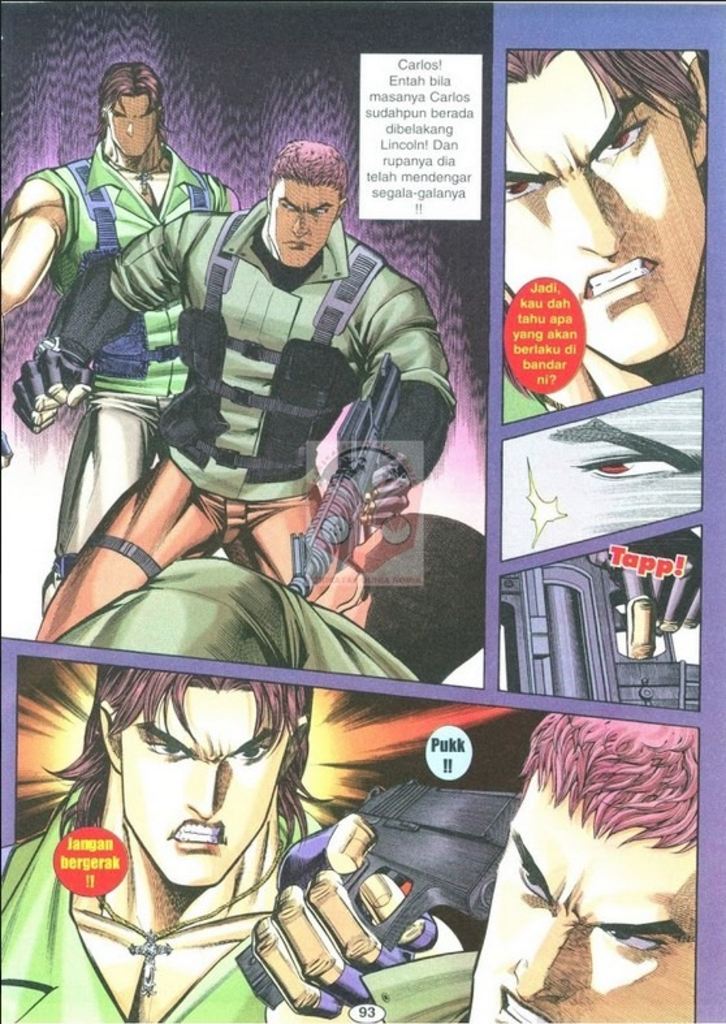 Carlos!
Entah bila
masanya Carlos
sudahpun berada
dibelakang
Lincoln! Dan
rupanya dia
telah mendengar
segala-galanya
!!
Jadi,
kau dah
tahu apa
yang akan
berlaku di
bandar
ni?
Tapp!
Pukk
!!
Jangan
bergerak
!!
93